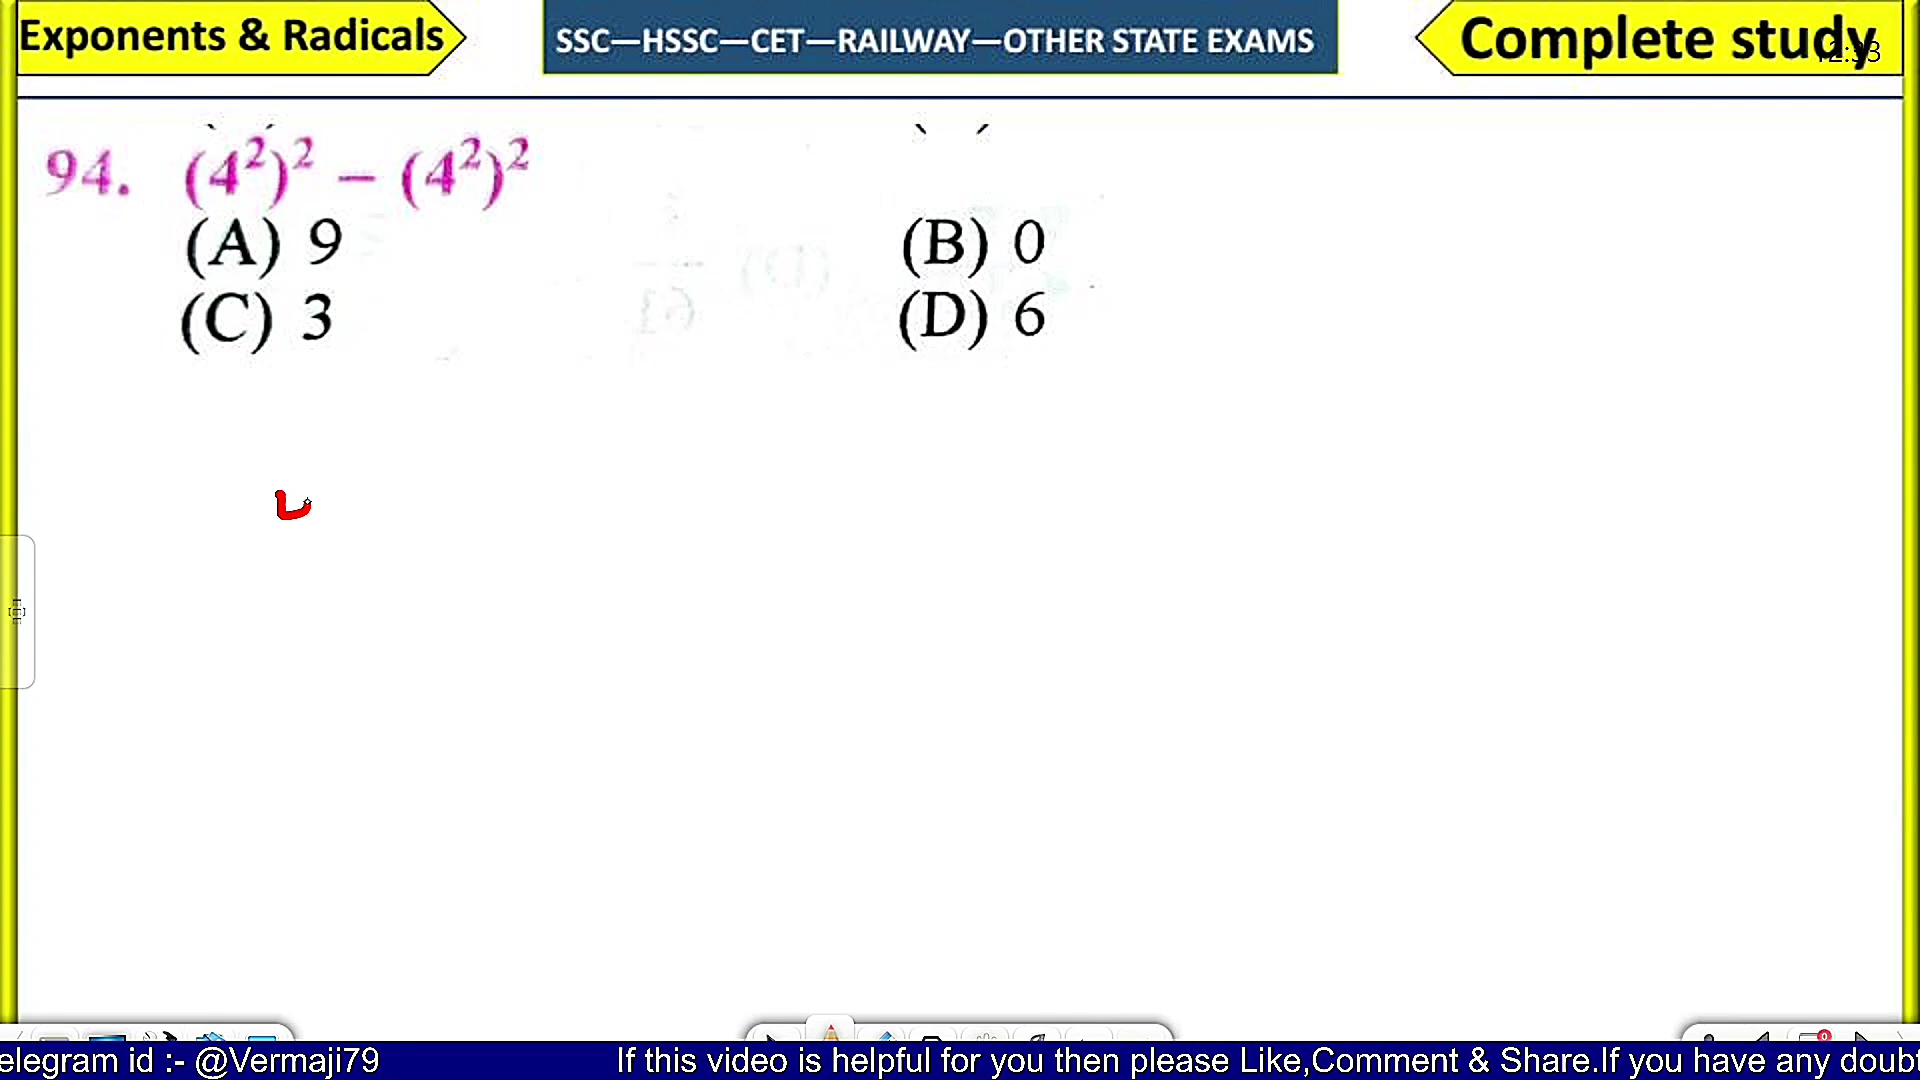 Exponents & Radicals
SSC—HSSC—CET—RAILWAY—OTHER STATE EXAMS
Complete study
94. (4²)² – (4²)²
(A) 9
(B) 0
(C) 3
(D) 6
elegram id :- @Vermaji79
If this video is helpful for you then please Like,Comment & Share.If you have any doubt